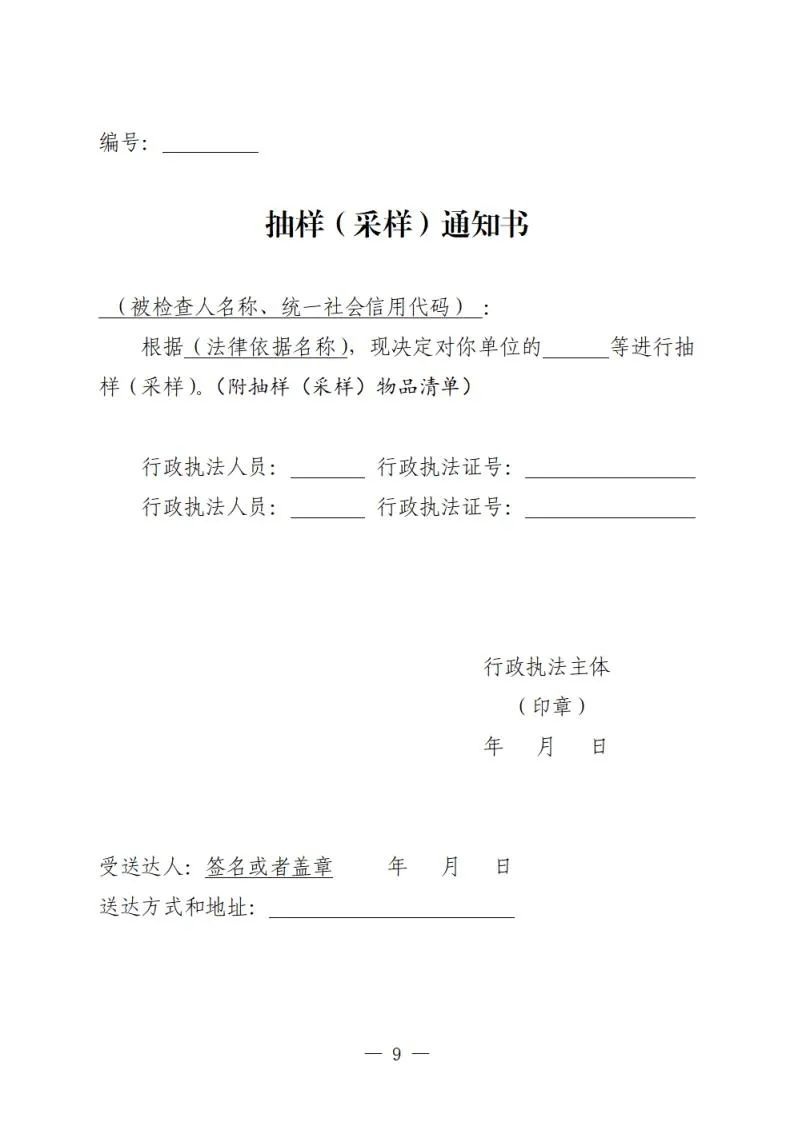 编号：________
抽样（采样）通知书
（被检查人名称、统一社会信用代码）：
根据（法律依据名称），现决定对你单位的______等进行抽
样（采样）。（附抽样（采样）物品清单）
行政执法人员：______ 行政执法证号：______________
行政执法人员：______ 行政执法证号：______________
行政执法主体
（印章）
年 月 日
受送达人：签名或者盖章 年 月 日
送达方式和地址：____________________
— 9 —